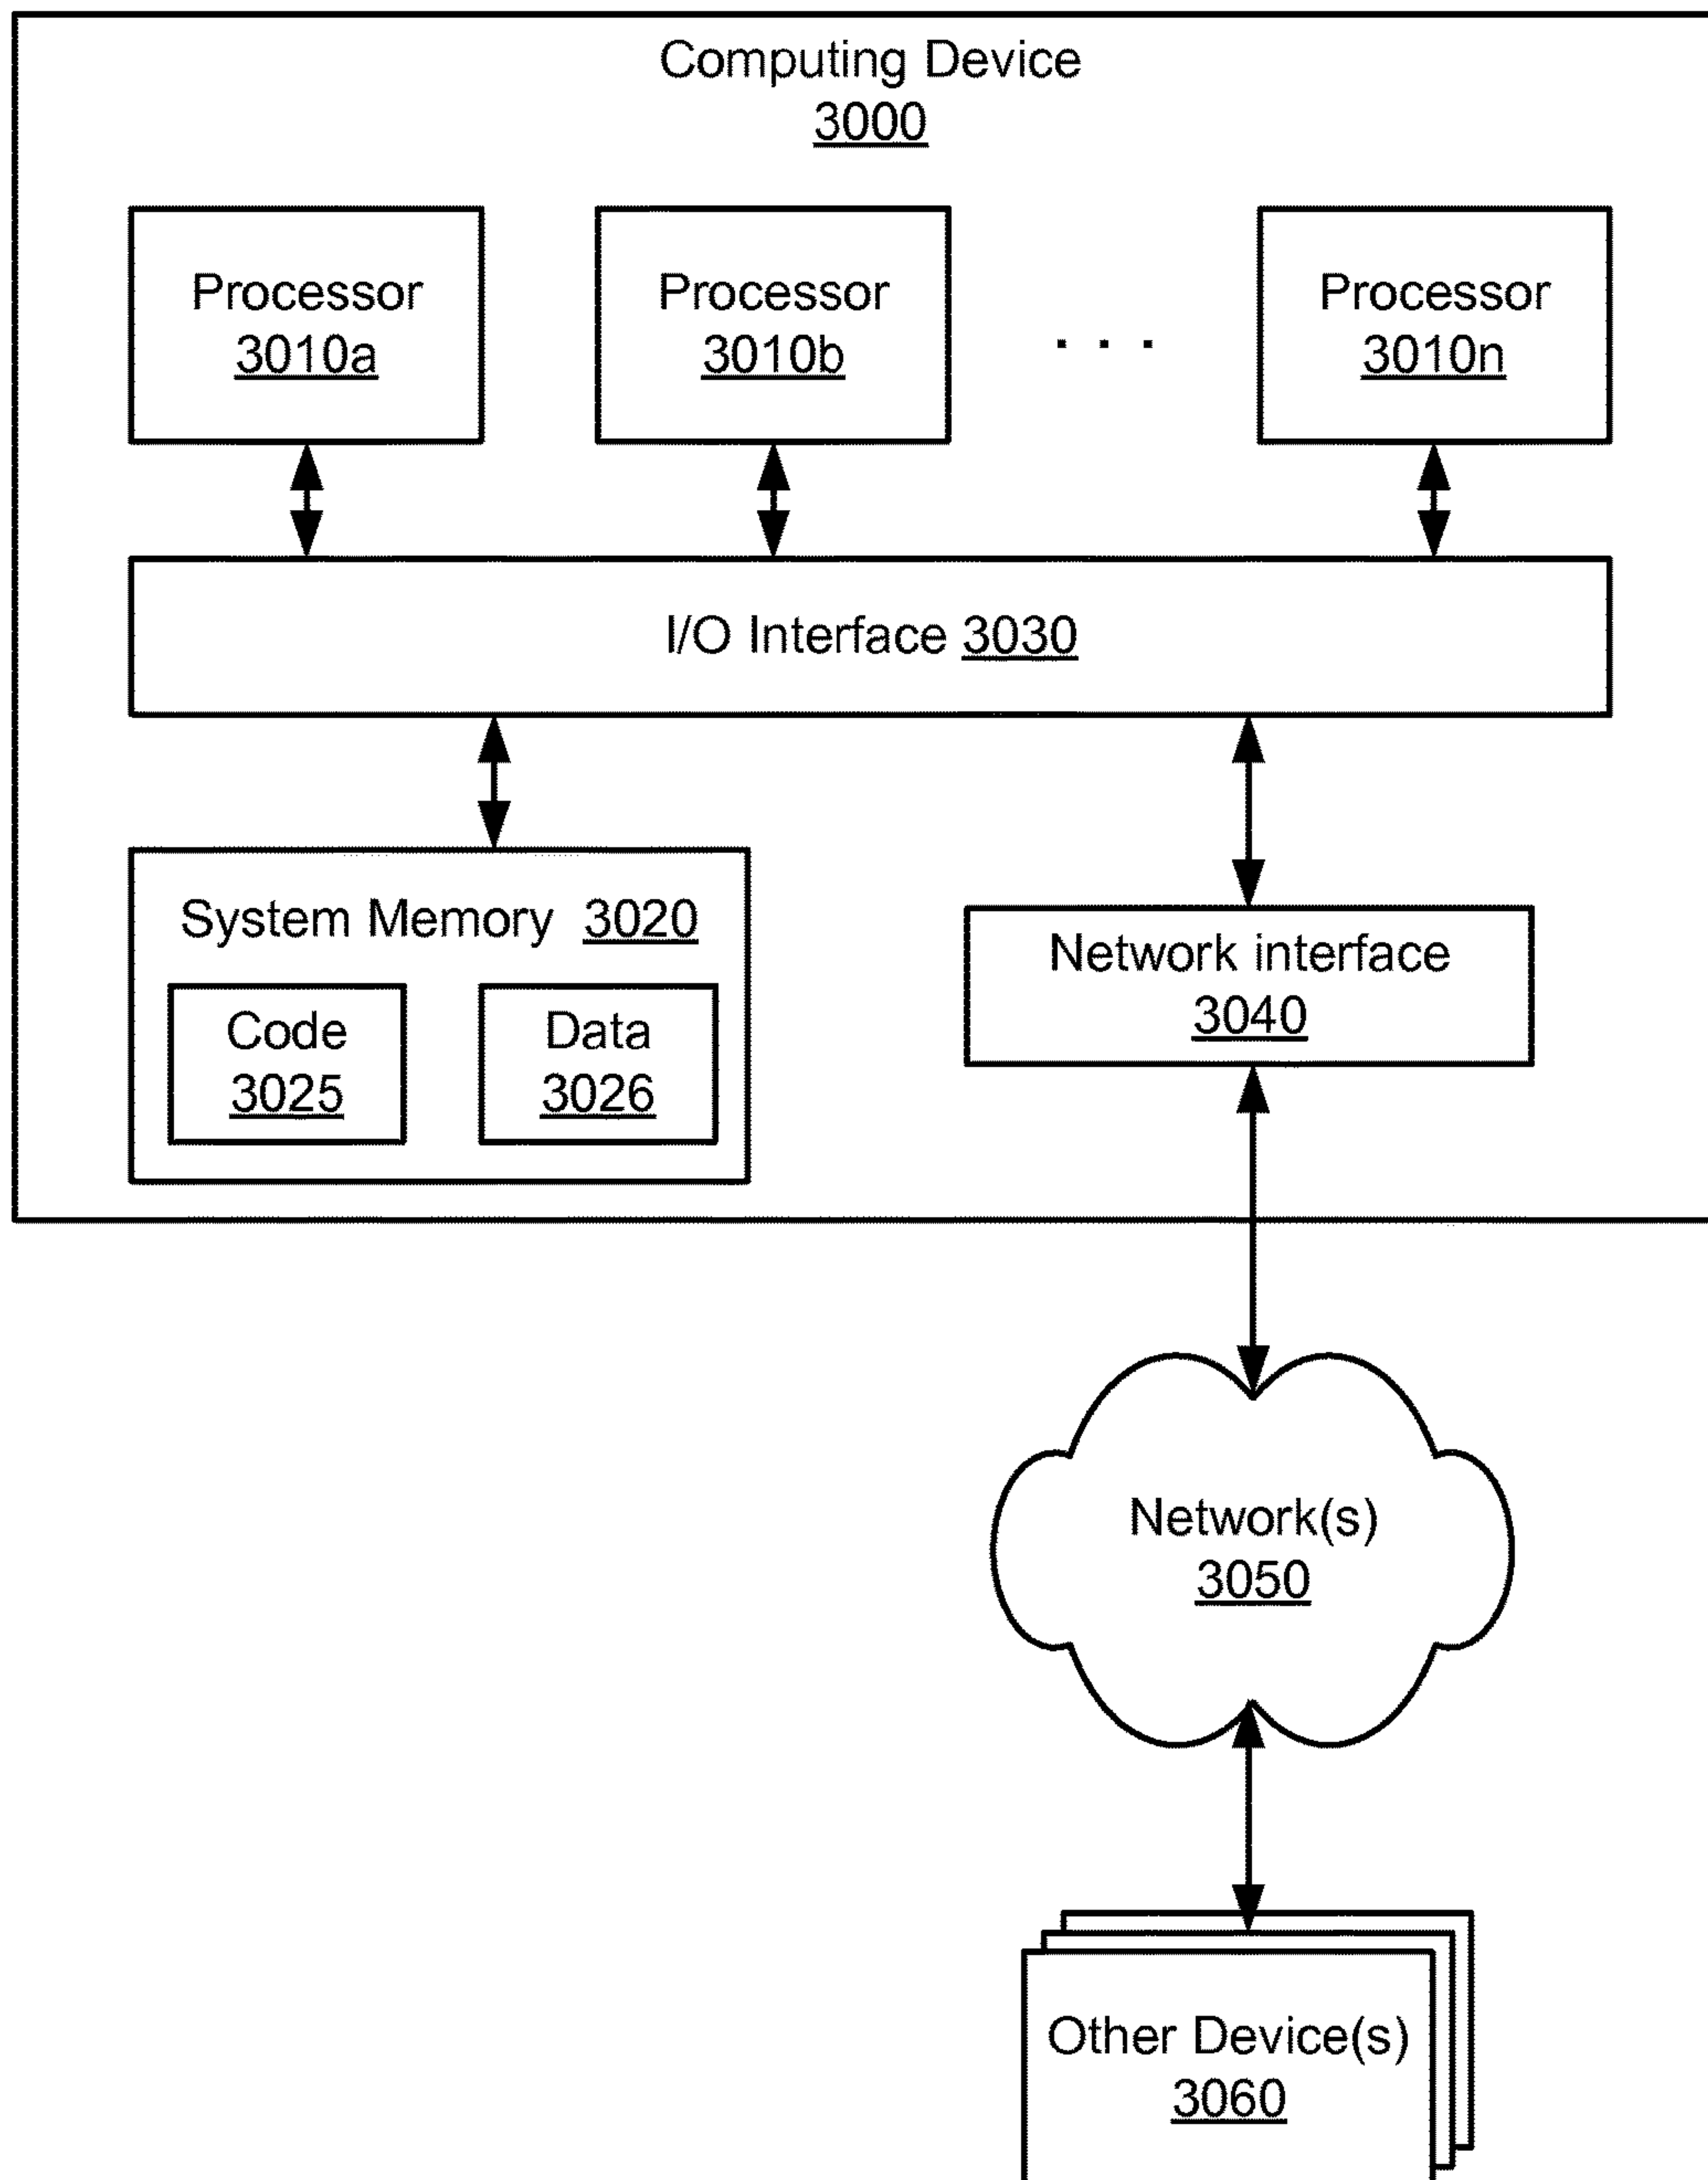 Computing Device
3000
Processor
3010a
Processor
3010b
. . .
Processor
3010n
I/O Interface 3030
System Memory 3020
Code
3025
Data
3026
Network interface
3040
Network(s)
3050
Other Device(s)
3060